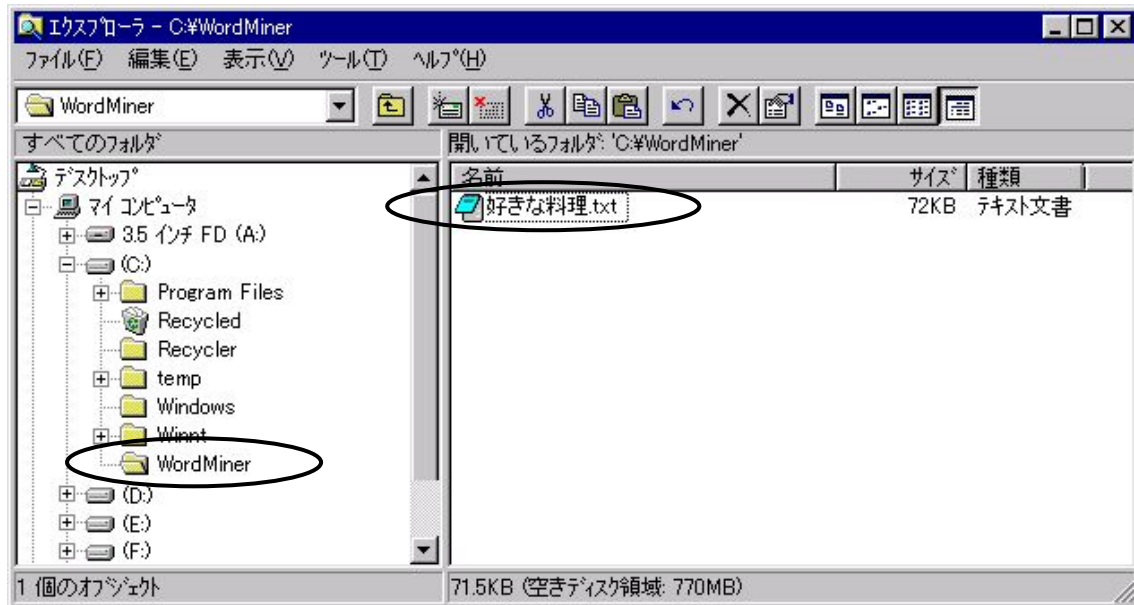 ｴｸｽﾌﾟﾛｰﾗ - C:¥WordMiner
ﾌｧｲﾙ(F) 編集(E) 表示(V) ﾂｰﾙ(T) ﾍﾙﾌﾟ(H)
WordMiner
すべてのﾌｫﾙﾀﾞ
開いているﾌｫﾙﾀﾞ: 'C:¥WordMiner'
ﾃﾞｽｸﾄｯﾌﾟ
ﾏｲ ｺﾝﾋﾟｭｰﾀ
3.5 ｲﾝﾁ FD (A:)
(C:)
Program Files
Recycled
Recycler
temp
Windows
Winnt
WordMiner
(D:)
(E:)
(F:)
名前 ｻｲｽﾞ 種類
好きな料理.txt 72KB ﾃｷｽﾄ文書
1 個のｵﾌﾞｼﾞｪｸﾄ
71.5KB (空きﾃﾞｨｽｸ領域: 770MB)